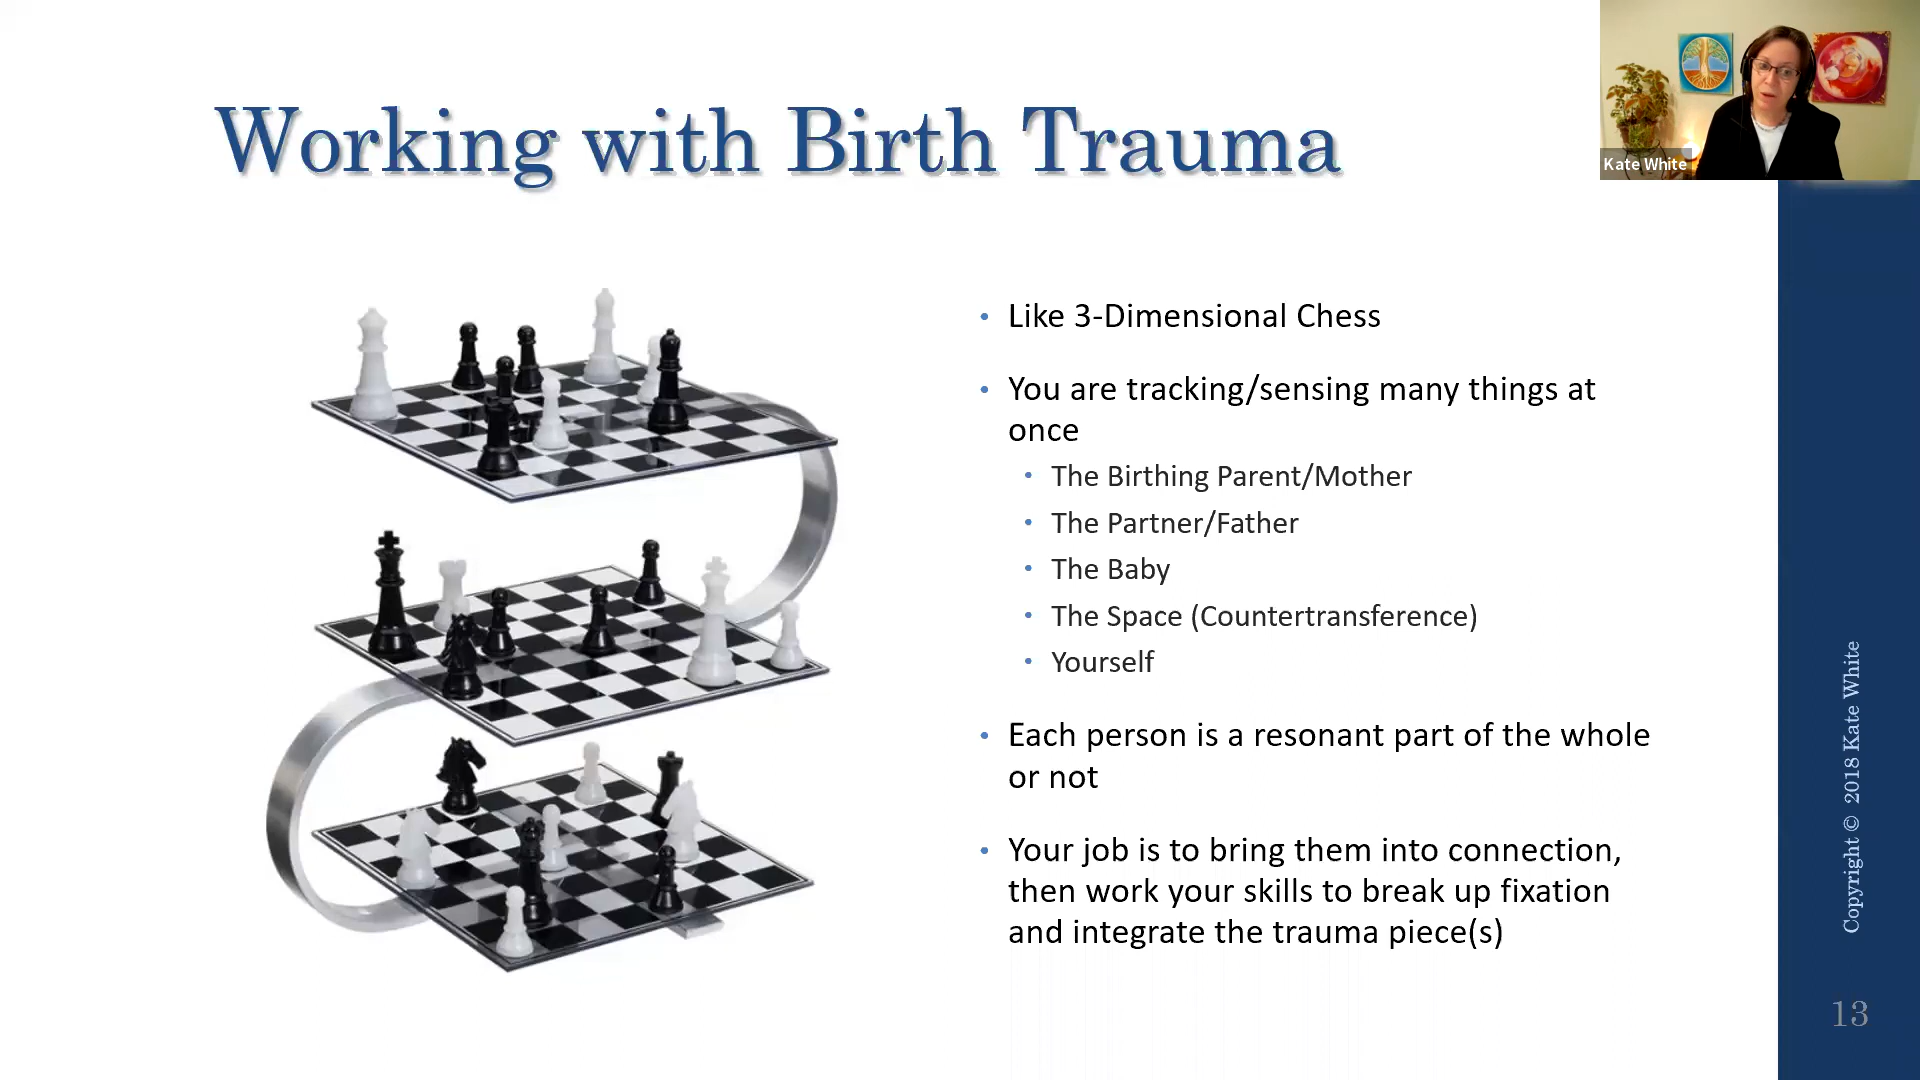 Working with Birth Trauma
Kate White
• Like 3-Dimensional Chess
• You are tracking/sensing many things at
once
• The Birthing Parent/Mother
• The Partner/Father
• The Baby
• The Space (Countertransference)
• Yourself
• Each person is a resonant part of the whole
or not
• Your job is to bring them into connection,
then work your skills to break up fixation
and integrate the trauma piece(s)
Copyright © 2018 Kate White
13